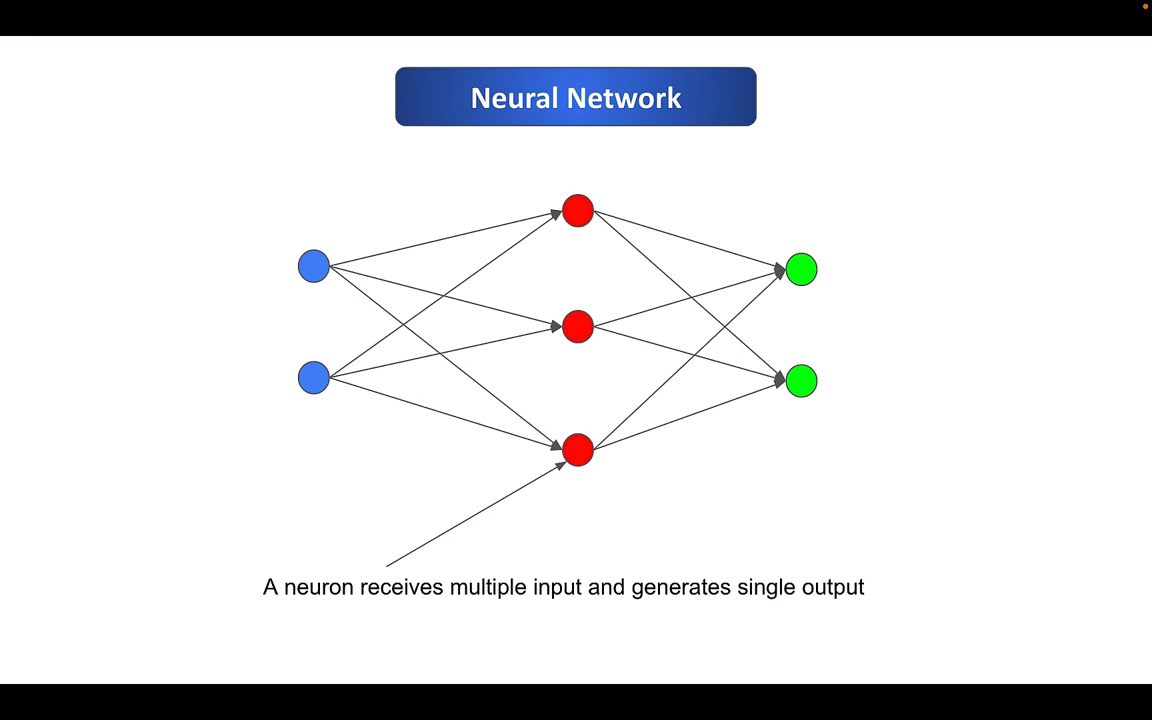 Neural Network
A neuron receives multiple input and generates single output